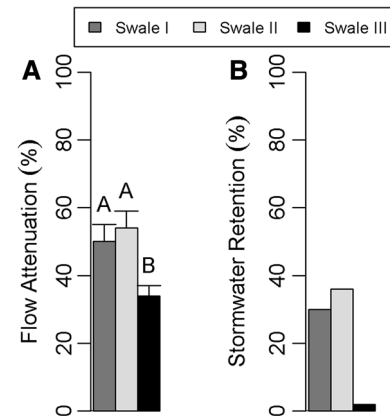 Swale I Swale II Swale III
A
Flow Attenuation (%)
100
80
60
40
20
0
A A B
B
Stormwater Retention (%)
100
80
60
40
20
0